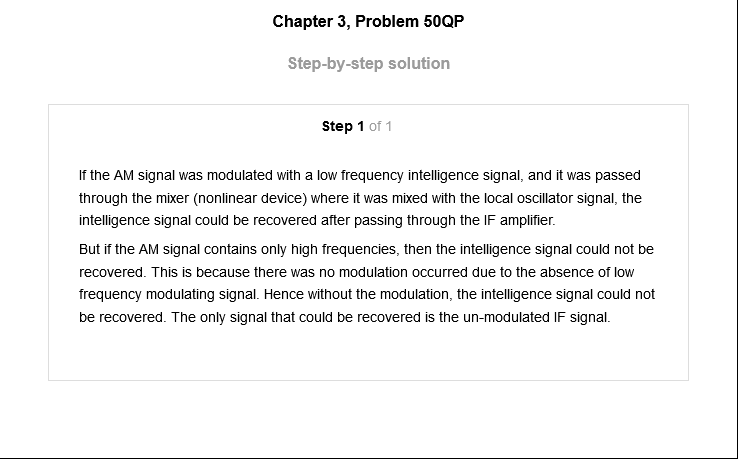 Chapter 3, Problem 50QP
Step-by-step solution
Step 1 of 1
If the AM signal was modulated with a low frequency intelligence signal, and it was passed
through the mixer (nonlinear device) where it was mixed with the local oscillator signal, the
intelligence signal could be recovered after passing through the IF amplifier.
But if the AM signal contains only high frequencies, then the intelligence signal could not be
recovered. This is because there was no modulation occurred due to the absence of low
frequency modulating signal. Hence without the modulation, the intelligence signal could not
be recovered. The only signal that could be recovered is the un-modulated IF signal.